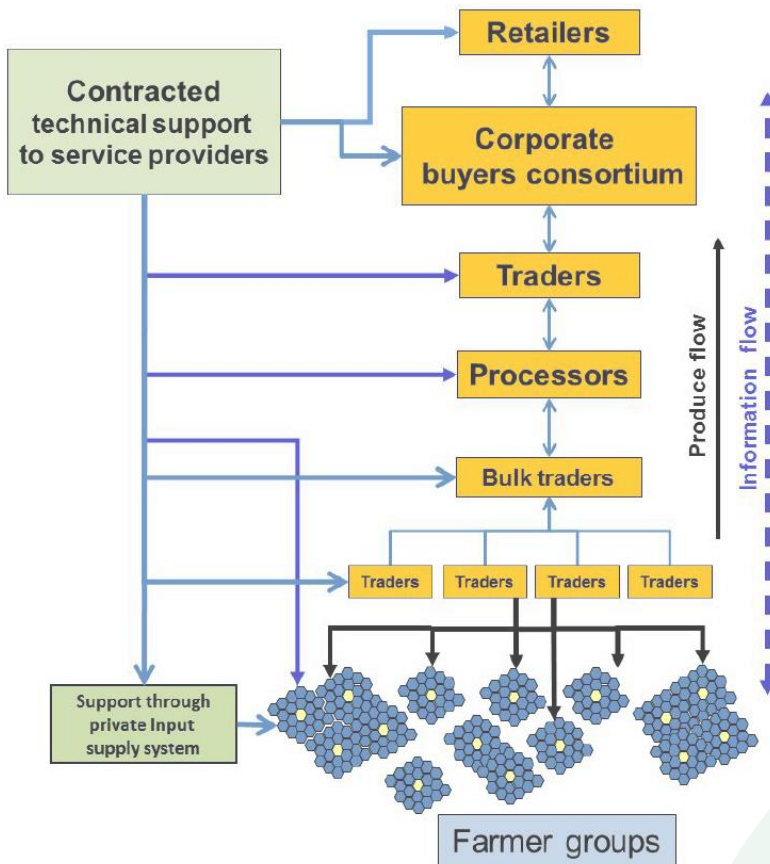 Retailers
Contracted
technical support
to service providers
Corporate
buyers consortium
Traders
Processors
Bulk traders
Traders
Traders
Traders
Traders
Produce flow
Information flow
Support through
private Input
supply system
Farmer groups